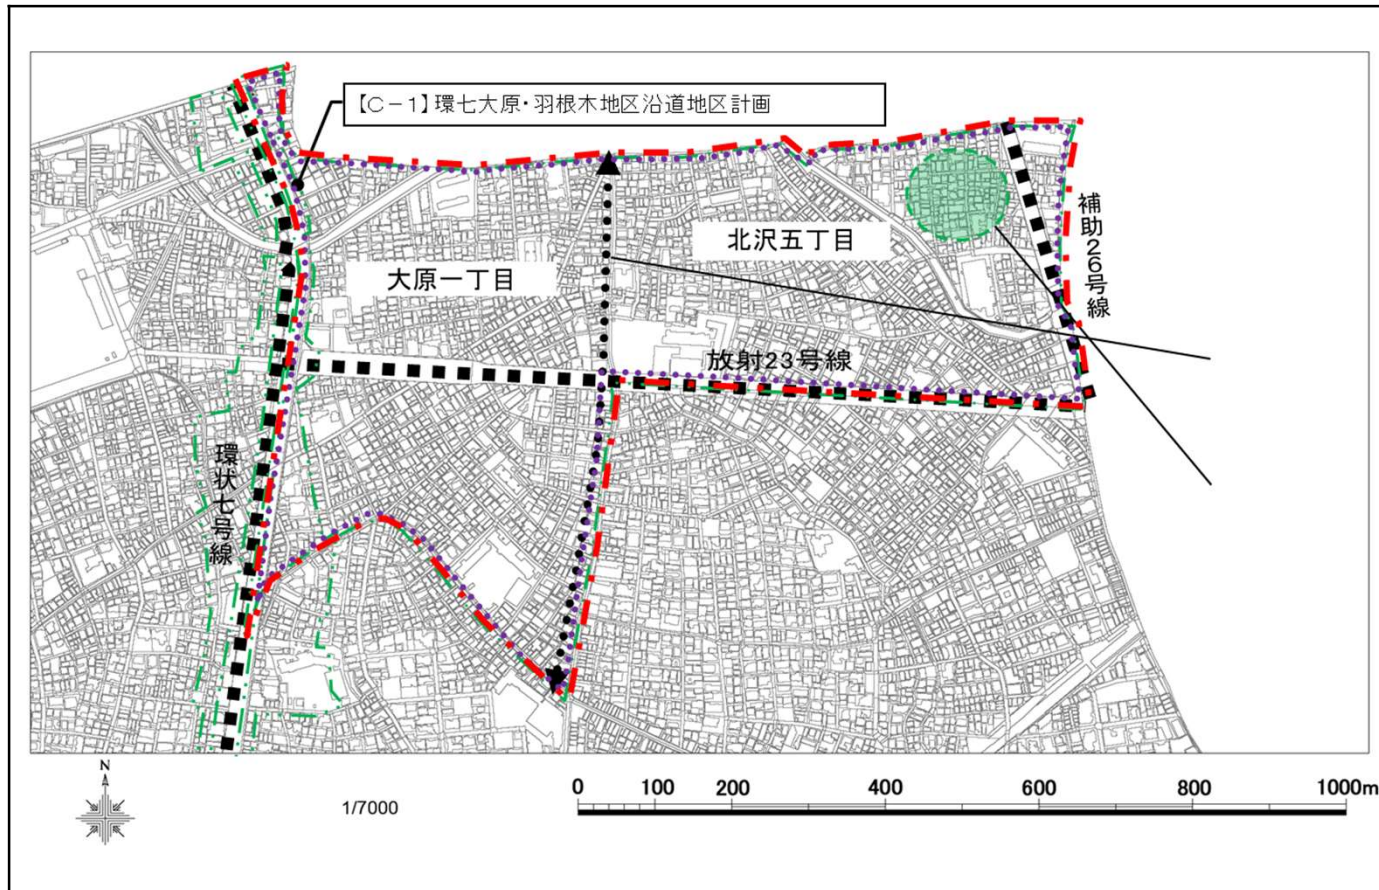 【C－1】環七大原・羽根木地区沿道地区計画
北沢五丁目
大原一丁目
補助26号線
放射23号線
環状七号線
N
1/7000
0 100 200 400 600 800 1000m